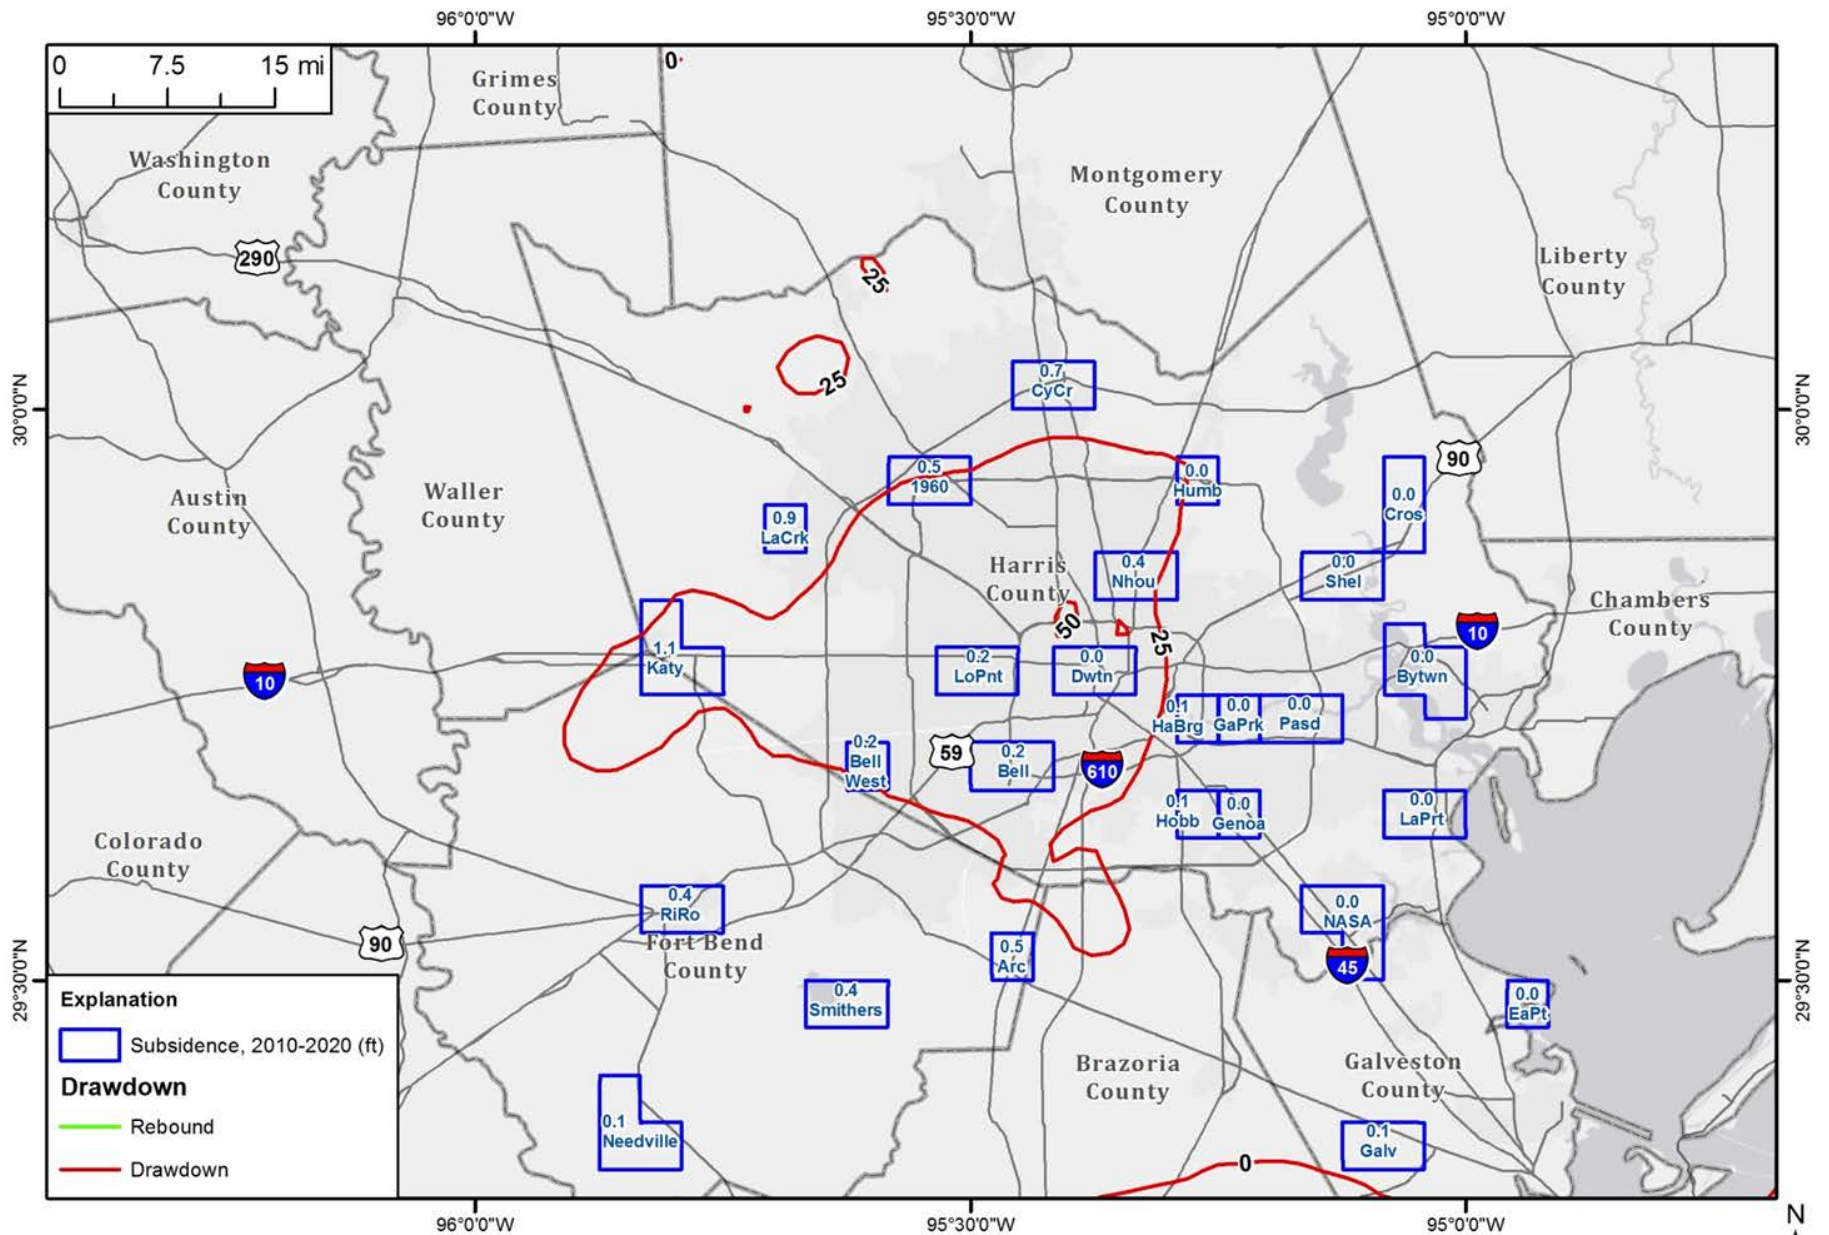 96°0'0"W
95°30'0"W
95°0'0"W
0 7.5 15 mi
0
Grimes
County
Washington
County
Montgomery
County
290
Liberty
County
25
25
0.7
CyCr
30°0'0"N
30°0'0"N
90
0.5
1960
0.0
Humb
Austin
County
Waller
County
0.0
Cros
0.9
LaCrk
Harris
County
0.4
Nhou
0.0
Shel
Chambers
County
50
25
10
1.1
Katy
0.2
LoPnt
0.0
Dwtn
0.0
Bytwn
10
0.1
HaBrg
0.0
GaPrk
0.0
Pasd
0.2
Bell
West
59
0.2
Bell
610
0.1
Hobb
0.0
Genoa
0.0
LaPrt
Colorado
County
0.4
RiRo
0.0
NASA
90
Fort Bend
County
0.5
Arc
45
29°30'0"N
29°30'0"N
0.4
Smithers
0.0
EaPt
Explanation
Subsidence, 2010-2020 (ft)
Drawdown
Rebound
Drawdown
Brazoria
County
Galveston
County
0.1
Needville
0.1
Galv
0
96°0'0"W
95°30'0"W
95°0'0"W
N